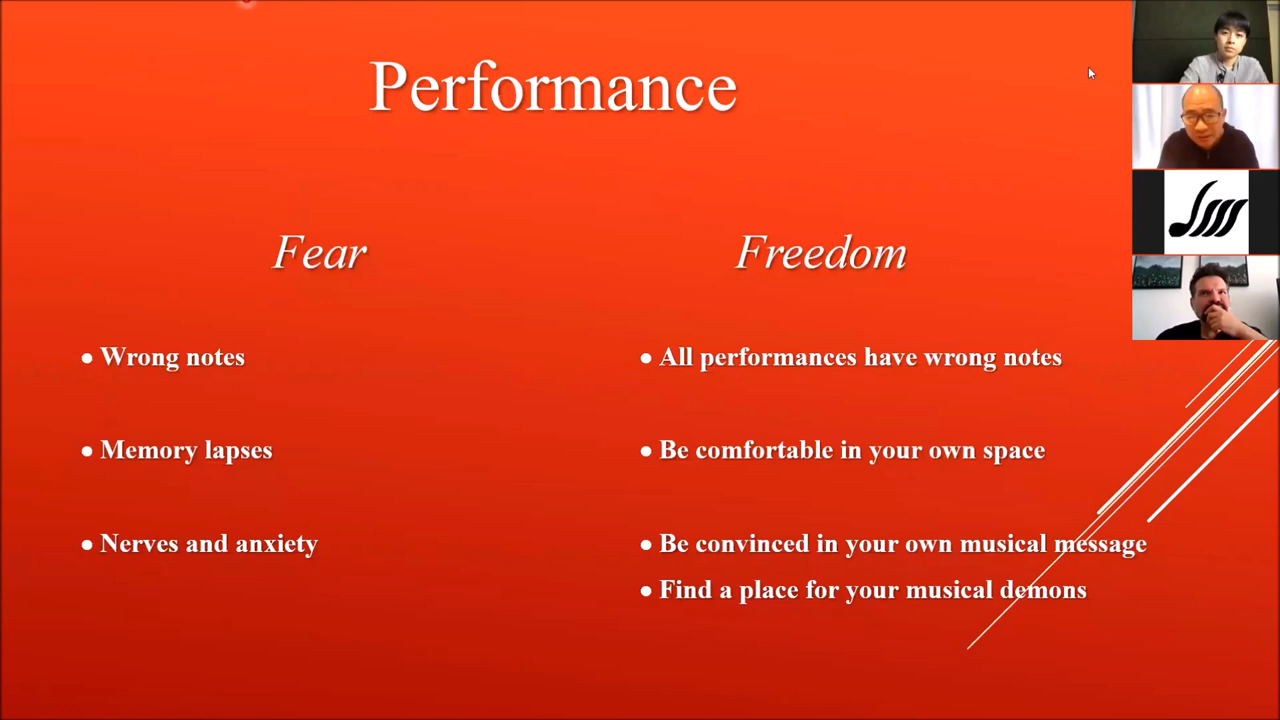 Performance
Fear
Freedom
• Wrong notes
• Memory lapses
• Nerves and anxiety
• All performances have wrong notes
• Be comfortable in your own space
• Be convinced in your own musical message
• Find a place for your musical demons